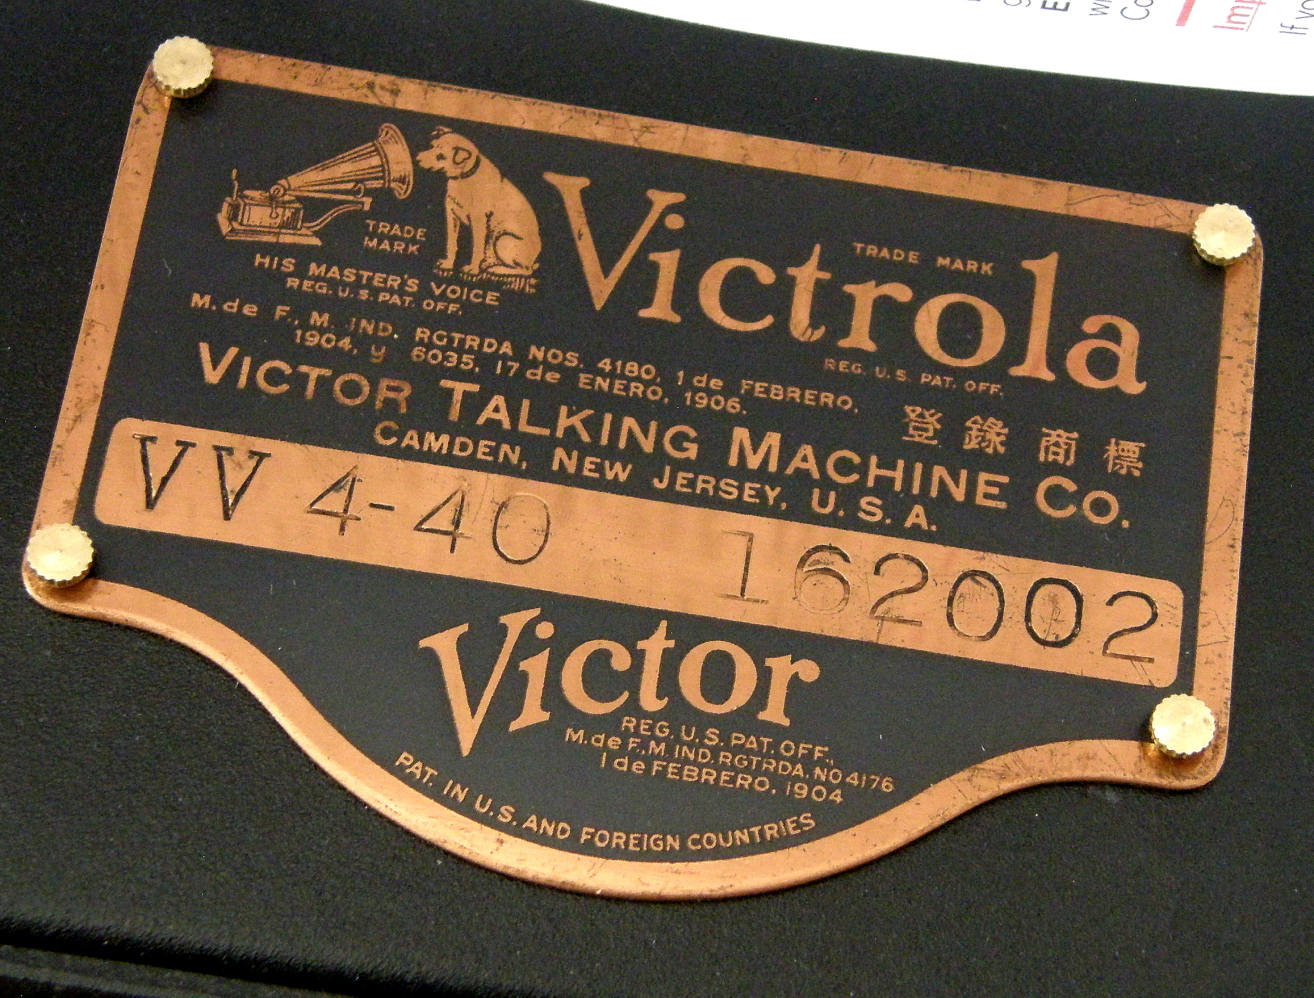 TRADE MARK
HIS MASTER'S VOICE
REG. U.S. PAT. OFF.
Victrola
TRADE MARK
REG. U. S. PAT. OFF.
M. de F., M. IND. RGTRDA NOS. 4180, 1 de FEBRERO,
1904, y 6035, 17 de ENERO, 1906.
登錄商標
VICTOR TALKING MACHINE CO.
CAMDEN, NEW JERSEY, U. S. A.
VV 4-40 162002
Victor
REG. U.S. PAT. OFF.,
M. de F., M. IND. RGTRDA, NO 4176
1 de FEBRERO, 1904
PAT. IN U.S. AND FOREIGN COUNTRIES